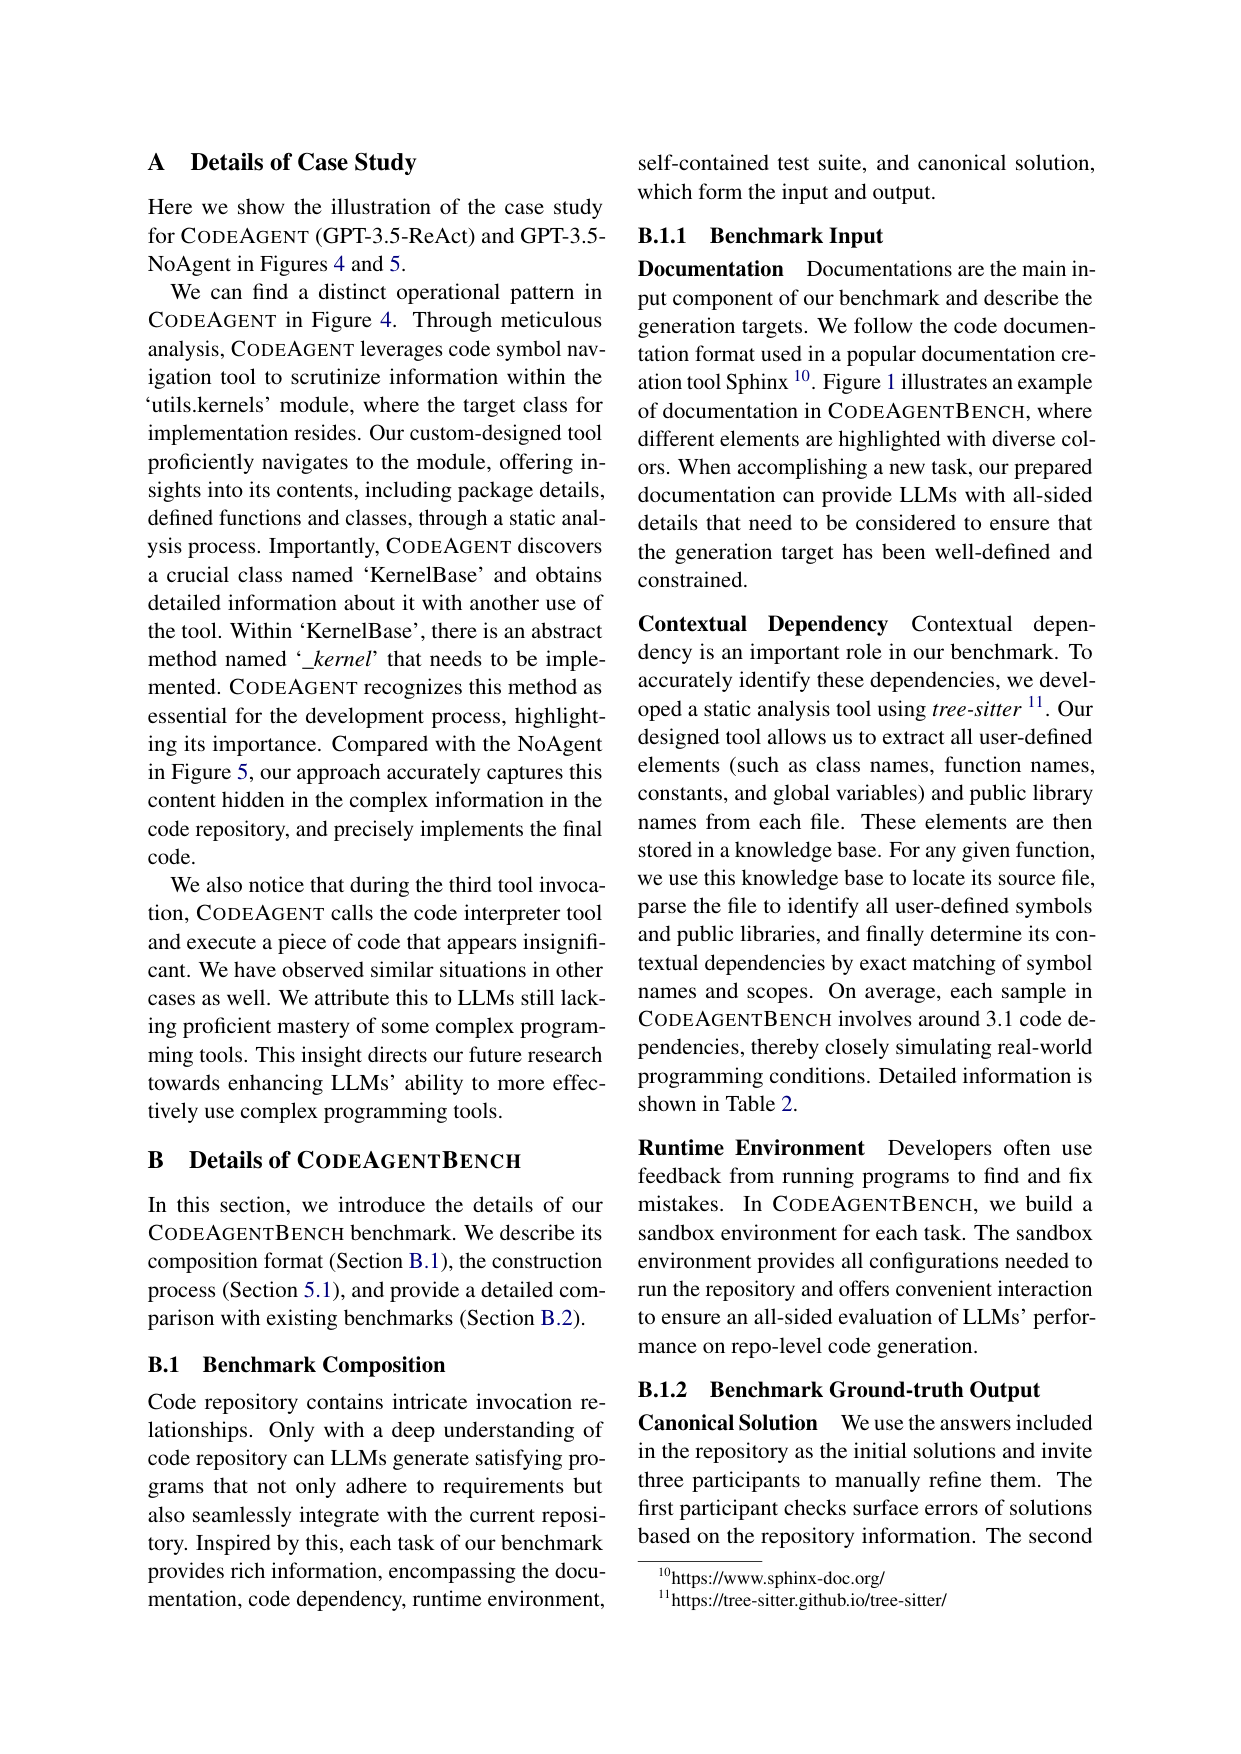 A Details of Case Study
Here we show the illustration of the case study
for CODEAGENT (GPT-3.5-ReAct) and GPT-3.5-
NoAgent in Figures 4 and 5.
We can find a distinct operational pattern in
CODEAGENT in Figure 4. Through meticulous
analysis, CODEAGENT leverages code symbol nav-
igation tool to scrutinize information within the
‘utils.kernels’ module, where the target class for
implementation resides. Our custom-designed tool
proficiently navigates to the module, offering in-
sights into its contents, including package details,
defined functions and classes, through a static anal-
ysis process. Importantly, CODEAGENT discovers
a crucial class named ‘KernelBase’ and obtains
detailed information about it with another use of
the tool. Within ‘KernelBase’, there is an abstract
method named ‘_kernel’ that needs to be imple-
mented. CODEAGENT recognizes this method as
essential for the development process, highlight-
ing its importance. Compared with the NoAgent
in Figure 5, our approach accurately captures this
content hidden in the complex information in the
code repository, and precisely implements the final
code.
We also notice that during the third tool invoca-
tion, CODEAGENT calls the code interpreter tool
and execute a piece of code that appears insignifi-
cant. We have observed similar situations in other
cases as well. We attribute this to LLMs still lack-
ing proficient mastery of some complex program-
ming tools. This insight directs our future research
towards enhancing LLMs’ ability to more effec-
tively use complex programming tools.
B Details of CODEAGENTBENCH
In this section, we introduce the details of our
CODEAGENTBENCH benchmark. We describe its
composition format (Section B.1), the construction
process (Section 5.1), and provide a detailed com-
parison with existing benchmarks (Section B.2).
B.1 Benchmark Composition
Code repository contains intricate invocation re-
lationships. Only with a deep understanding of
code repository can LLMs generate satisfying pro-
grams that not only adhere to requirements but
also seamlessly integrate with the current reposi-
tory. Inspired by this, each task of our benchmark
provides rich information, encompassing the docu-
mentation, code dependency, runtime environment,
self-contained test suite, and canonical solution,
which form the input and output.
B.1.1 Benchmark Input
Documentation Documentations are the main in-
put component of our benchmark and describe the
generation targets. We follow the code documen-
tation format used in a popular documentation cre-
ation tool Sphinx 10. Figure 1 illustrates an example
of documentation in CODEAGENTBENCH, where
different elements are highlighted with diverse col-
ors. When accomplishing a new task, our prepared
documentation can provide LLMs with all-sided
details that need to be considered to ensure that
the generation target has been well-defined and
constrained.
Contextual Dependency Contextual depen-
dency is an important role in our benchmark. To
accurately identify these dependencies, we devel-
oped a static analysis tool using tree-sitter 11. Our
designed tool allows us to extract all user-defined
elements (such as class names, function names,
constants, and global variables) and public library
names from each file. These elements are then
stored in a knowledge base. For any given function,
we use this knowledge base to locate its source file,
parse the file to identify all user-defined symbols
and public libraries, and finally determine its con-
textual dependencies by exact matching of symbol
names and scopes. On average, each sample in
CODEAGENTBENCH involves around 3.1 code de-
pendencies, thereby closely simulating real-world
programming conditions. Detailed information is
shown in Table 2.
Runtime Environment Developers often use
feedback from running programs to find and fix
mistakes. In CODEAGENTBENCH, we build a
sandbox environment for each task. The sandbox
environment provides all configurations needed to
run the repository and offers convenient interaction
to ensure an all-sided evaluation of LLMs’ perfor-
mance on repo-level code generation.
B.1.2 Benchmark Ground-truth Output
Canonical Solution We use the answers included
in the repository as the initial solutions and invite
three participants to manually refine them. The
first participant checks surface errors of solutions
based on the repository information. The second
10https://www.sphinx-doc.org/
11https://tree-sitter.github.io/tree-sitter/